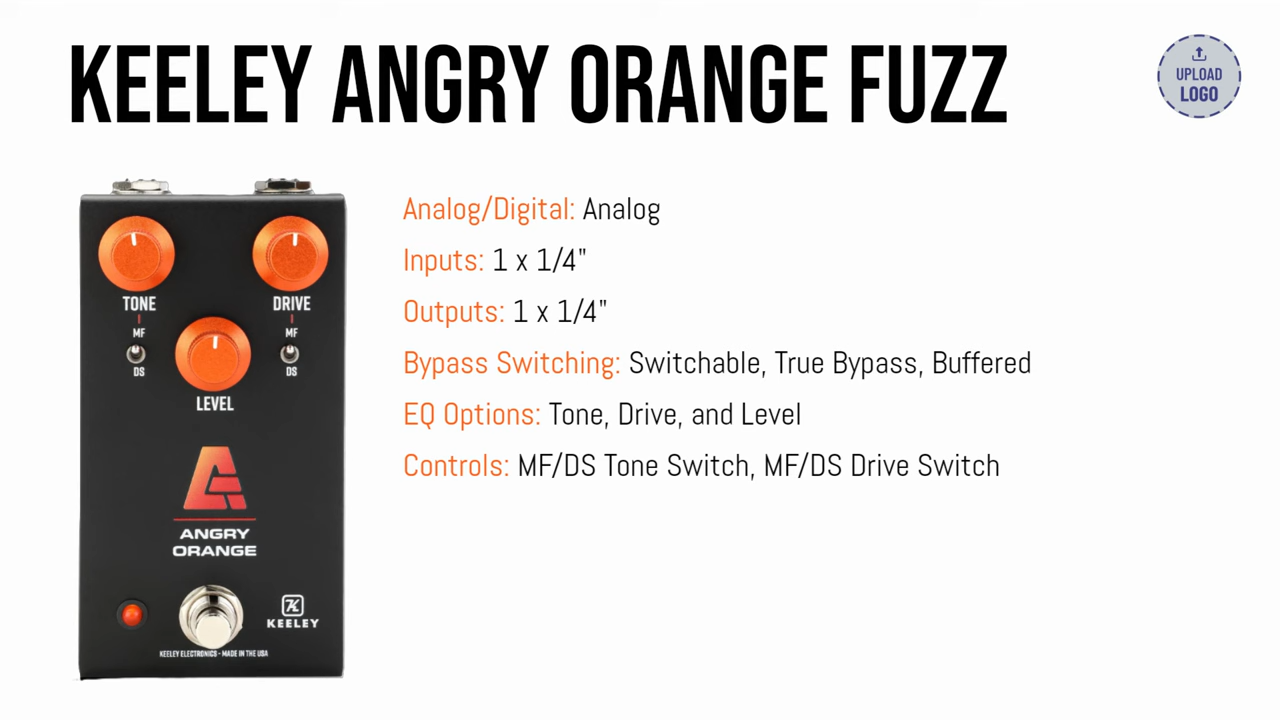 KEELEY ANGRY ORANGE FUZZ
UPLOAD
LOGO
Analog/Digital: Analog
Inputs: 1 x 1/4"
Outputs: 1 x 1/4"
Bypass Switching: Switchable, True Bypass, Buffered
EQ Options: Tone, Drive, and Level
Controls: MF/DS Tone Switch, MF/DS Drive Switch
TONE
DRIVE
MF
MF
DS
DS
LEVEL
ANGRY
ORANGE
KEELEY
KEELEY ELECTRONICS - MADE IN THE USA